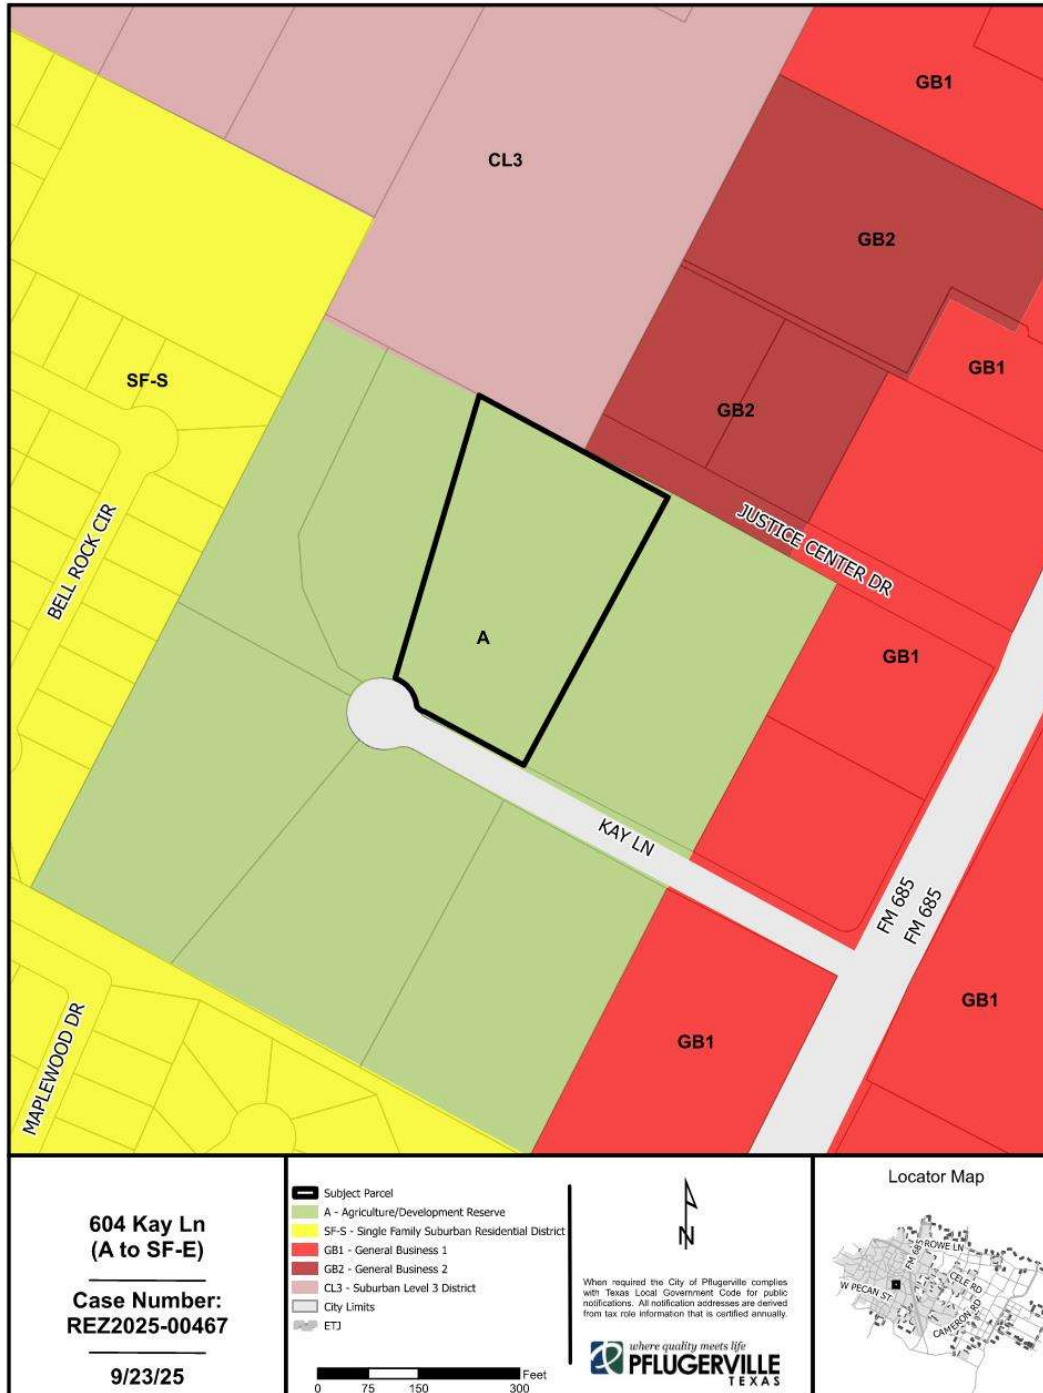 GB1
CL3
GB2
GB1
SF-S
GB2
JUSTICE CENTER DR
BELL ROCK CIR
A
GB1
KAY LN
FM 685
FM 685
GB1
GB1
MAPLEWOOD DR
604 Kay Ln
(A to SF-E)
Case Number:
REZ2025-00467
9/23/25
Subject Parcel
A - Agriculture/Development Reserve
SF-S - Single Family Suburban Residential District
GB1 - General Business 1
GB2 - General Business 2
CL3 - Suburban Level 3 District
City Limits
ETJ
0 75 150 300 Feet
N
When required the City of Pflugerville complies
with Texas Local Government Code for public
notifications. All notification addresses are derived
from tax role information that is certified annually.
where quality meets life
PFLUGERVILLE
TEXAS
Locator Map
ROWE LN
FM 685
CELE RD
W PECAN ST
CAMERON RD